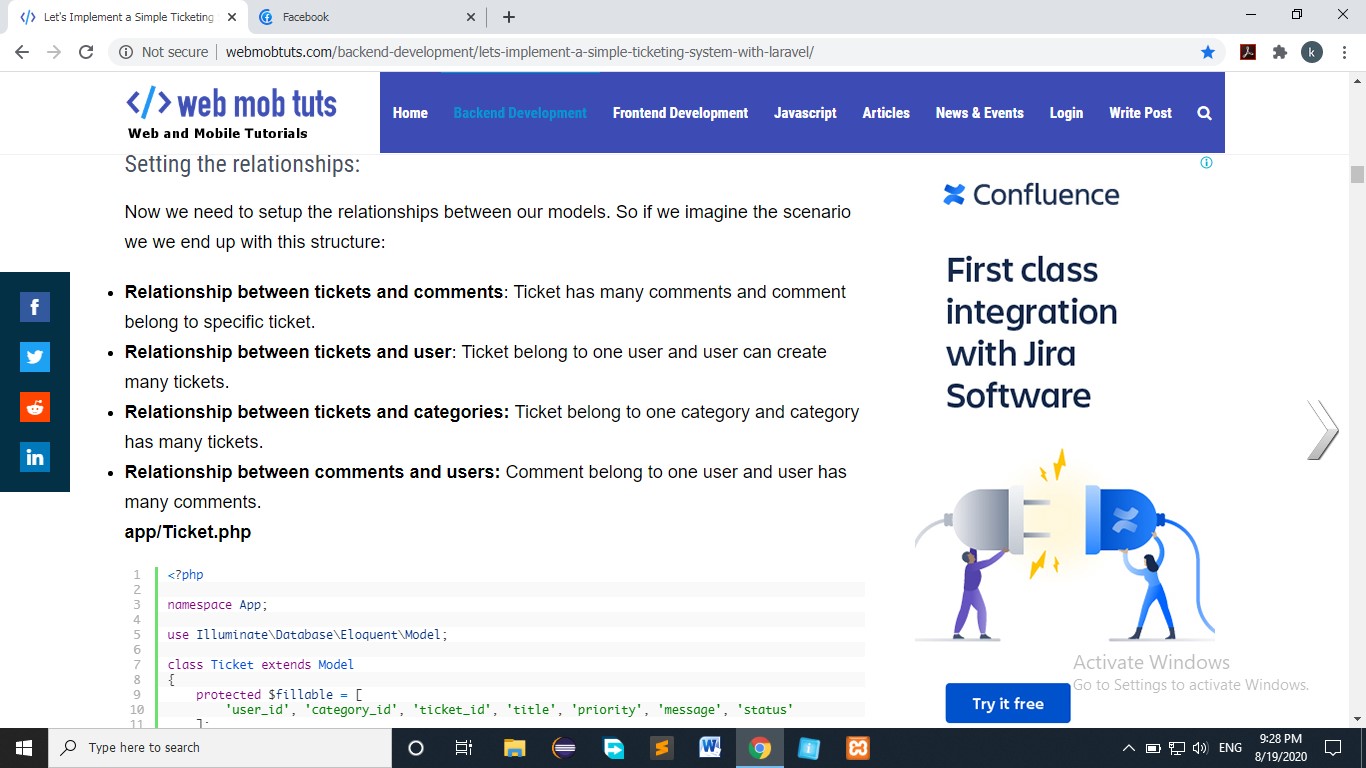 Let's Implement a Simple Ticketing
Facebook
Not secure
webmobtuts.com/backend-development/lets-implement-a-simple-ticketing-system-with-laravel/
k
</> web mob tuts
Web and Mobile Tutorials
Home
Backend Development
Frontend Development
Javascript
Articles
News & Events
Login
Write Post
Setting the relationships:
Now we need to setup the relationships between our models. So if we imagine the scenario
we we end up with this structure:
• Relationship between tickets and comments: Ticket has many comments and comment
belong to specific ticket.
• Relationship between tickets and user: Ticket belong to one user and user can create
many tickets.
• Relationship between tickets and categories: Ticket belong to one category and category
has many tickets.
• Relationship between comments and users: Comment belong to one user and user has
many comments.
app/Ticket.php
1 <?php
2
3 namespace App;
4
5 use Illuminate\Database\Eloquent\Model;
6
7 class Ticket extends Model
8 {
9 protected $fillable = [
10 'user_id', 'category_id', 'ticket_id', 'title', 'priority', 'message', 'status'
11 ];
Confluence
First class
integration
with Jira
Software
Try it free
Activate Windows
Go to Settings to activate Windows.
Type here to search
ENG
9:28 PM
8/19/2020